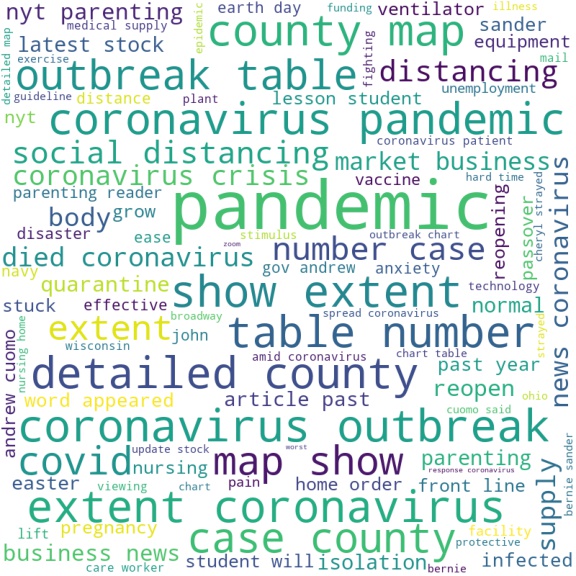 nyt parenting
earth day
funding
ventilator
illness
medical supply
epidemic
county map
sander
latest stock
equipment
mail
detailed map
exercise
outbreak table
fighting
distancing
unemployment
guideline
distance
plant
lesson student
nyt
coronavirus pandemic
coronavirus patient
social distancing
market business
hard time
news coronavirus
coronavirus crisis
vaccine
cheryl strayed
parenting reader
pandemic
reopening
passover
body
grow
disaster
ease
stimulus
outbreak chart
zoom
number case
died coronavirus
gov andrew
anxiety
navy
quarantine
show extent
technology
stuck
effective
broadway
spread coronavirus
normal
extent
john
table number
strayed
nursing home
wisconsin
amid coronavirus
chart table
andrew cuomo
detailed county
past year
reopen
ohio
word appeared
article past
cuomo said
coronavirus outbreak
covid
update stock
worst
nursing
map show
parenting
response coronavirus
bernie sander
supply
easter
viewing
chart
pain
home order
front line
extent coronavirus
lift
pregnancy
case county
facility
protective
business news
care worker
student will
isolation
bernie
infected